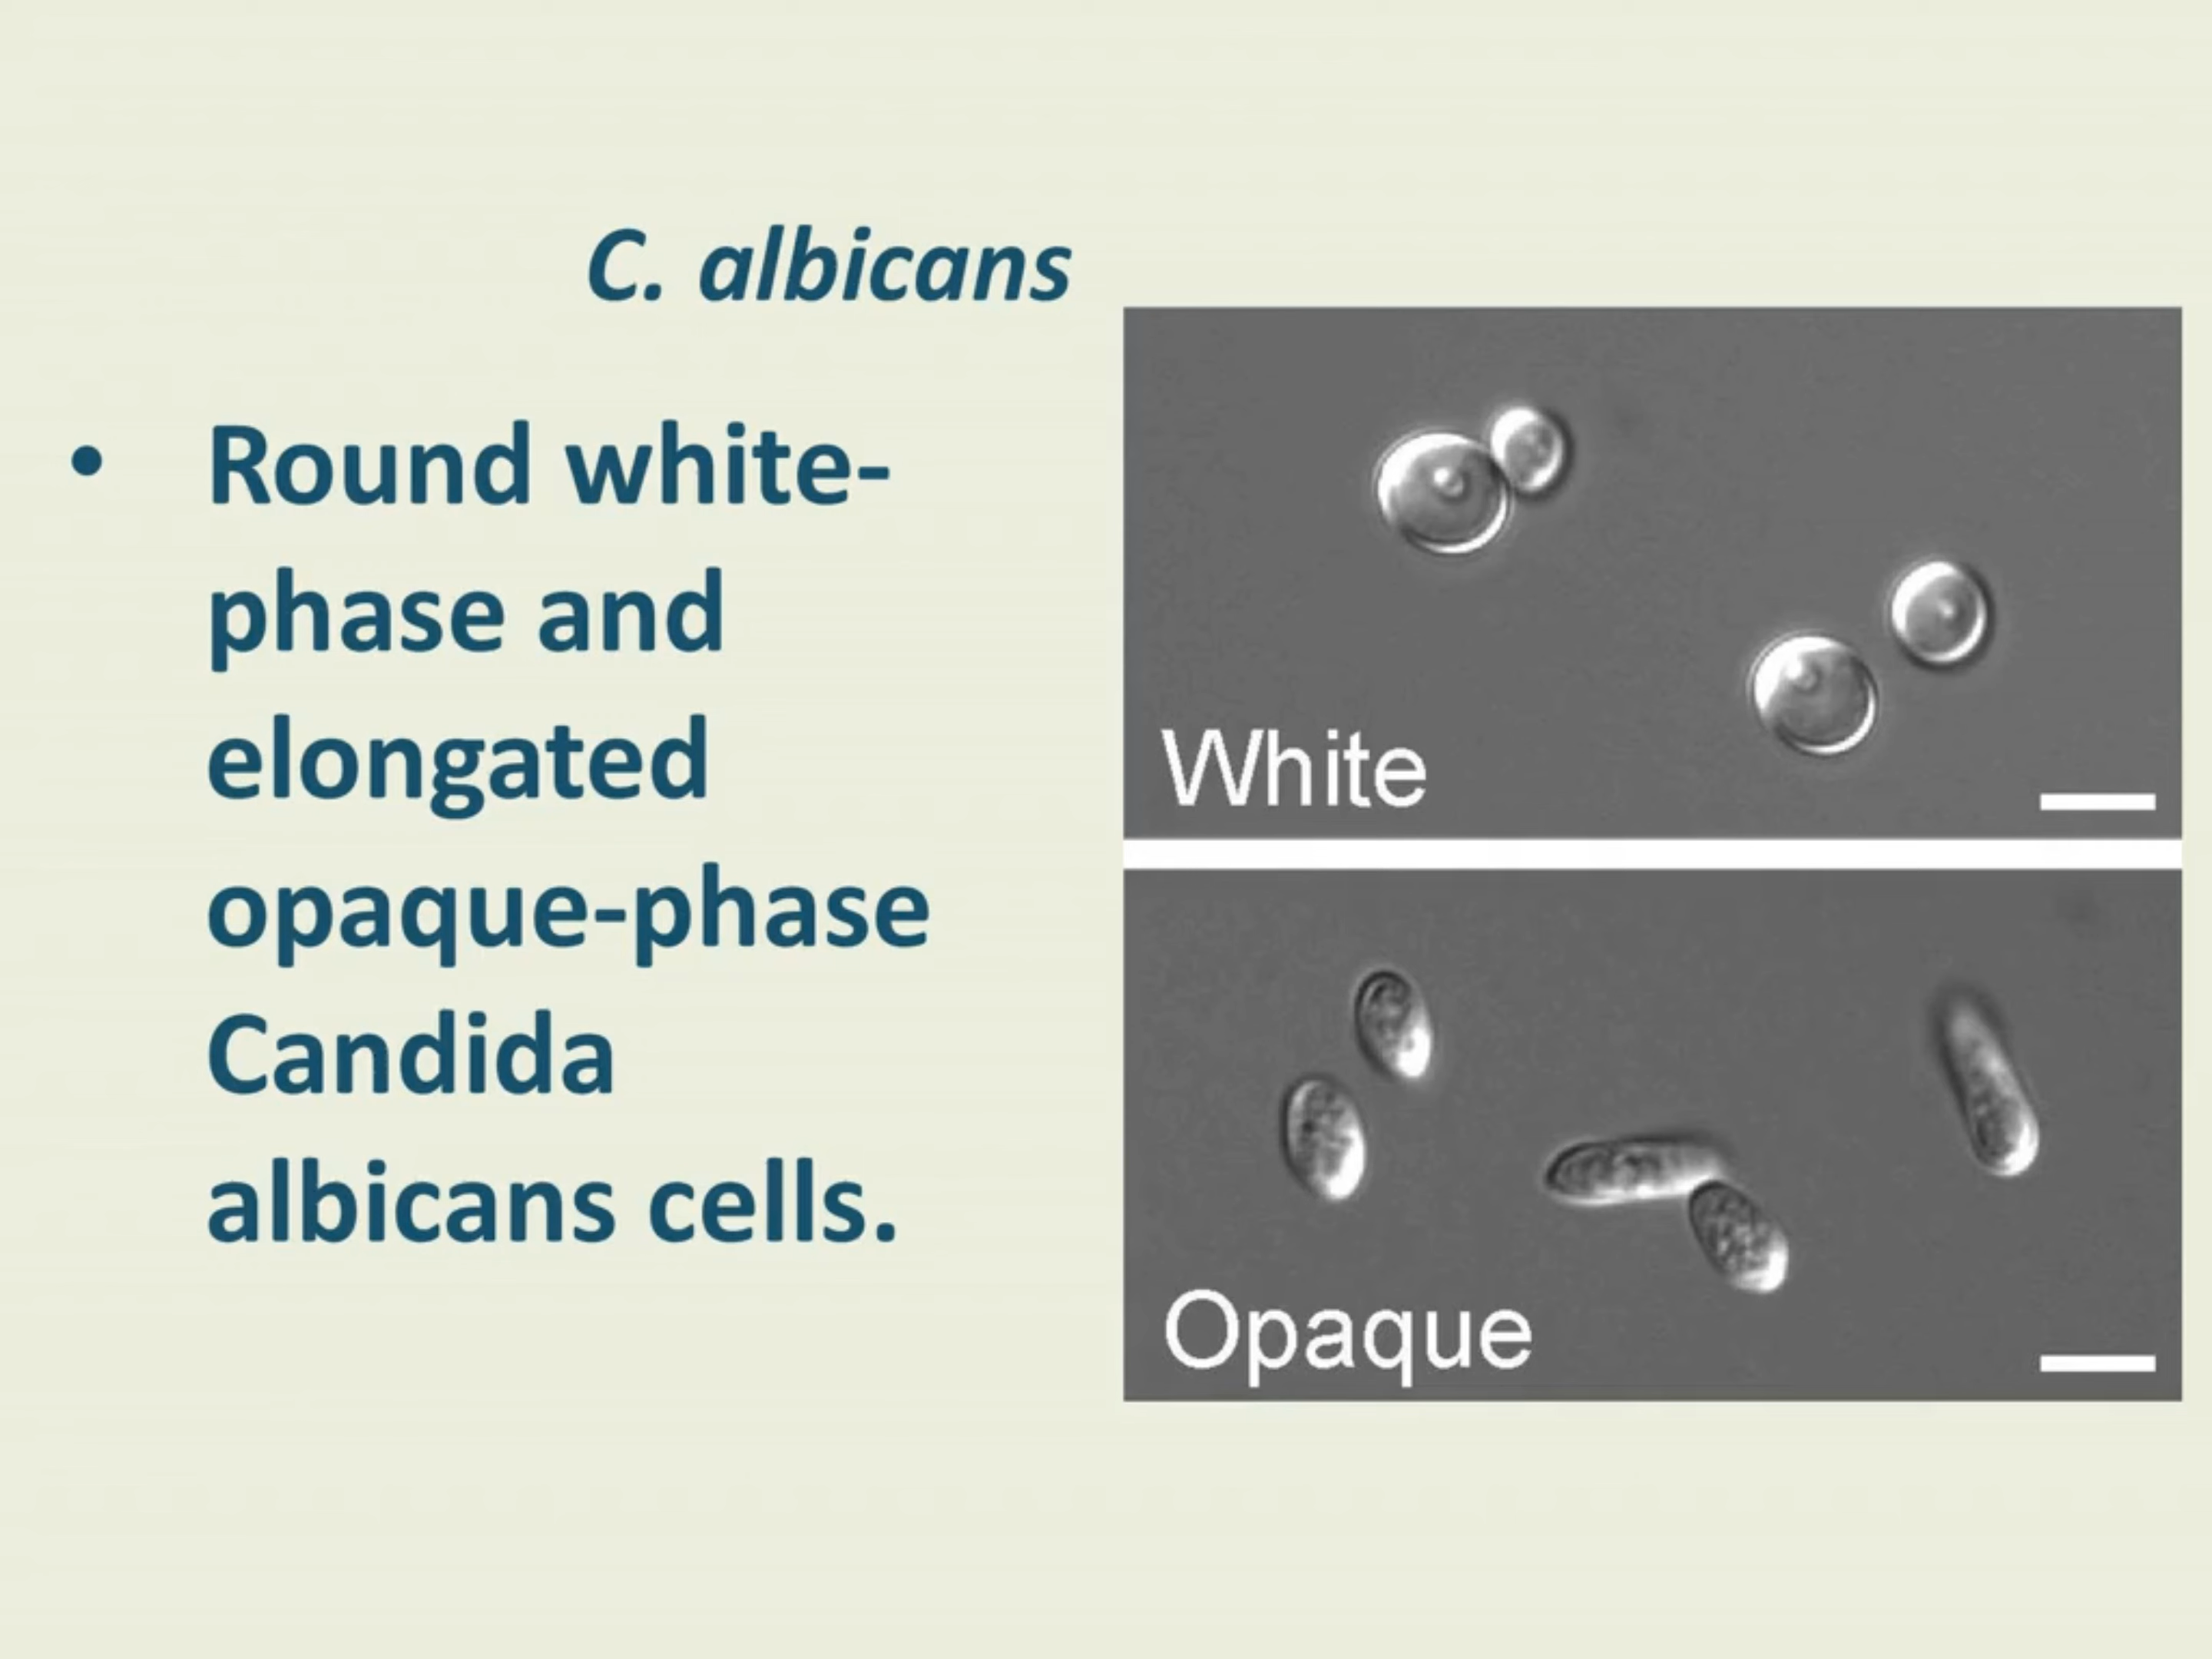 C. albicans
• Round white-
phase and
elongated
opaque-phase
Candida
albicans cells.
White
Opaque